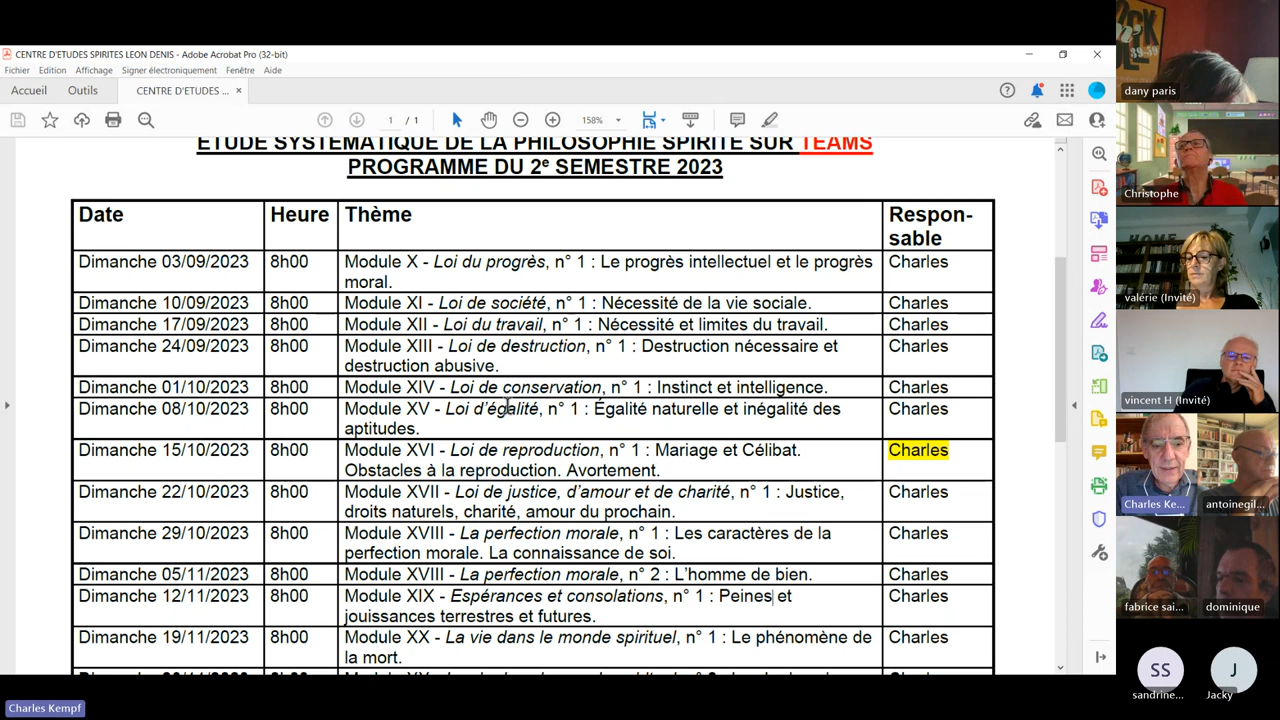 CENTRE D'ETUDES SPIRITES LEON DENIS - Adobe Acrobat Pro (32-bit)
Fichier Edition Affichage Signer électroniquement Fenêtre Aide
Accueil Outils CENTRE D'ETUDES ... ×
1 / 1 158%
ETUDE SYSTEMATIQUE DE LA PHILOSOPHIE SPIRITE SUR TEAMS
PROGRAMME DU 2e SEMESTRE 2023
Date Heure Thème Respon-
sable
Dimanche 03/09/2023 8h00 Module X - Loi du progrès, n° 1 : Le progrès intellectuel et le progrès Charles
moral.
Dimanche 10/09/2023 8h00 Module XI - Loi de société, n° 1 : Nécessité de la vie sociale. Charles
Dimanche 17/09/2023 8h00 Module XII - Loi du travail, n° 1 : Nécessité et limites du travail. Charles
Dimanche 24/09/2023 8h00 Module XIII - Loi de destruction, n° 1 : Destruction nécessaire et Charles
destruction abusive.
Dimanche 01/10/2023 8h00 Module XIV - Loi de conservation, n° 1 : Instinct et intelligence. Charles
Dimanche 08/10/2023 8h00 Module XV - Loi d'égalité, n° 1 : Égalité naturelle et inégalité des Charles
aptitudes.
Dimanche 15/10/2023 8h00 Module XVI - Loi de reproduction, n° 1 : Mariage et Célibat. Charles
Obstacles à la reproduction. Avortement.
Dimanche 22/10/2023 8h00 Module XVII - Loi de justice, d'amour et de charité, n° 1 : Justice, Charles
droits naturels, charité, amour du prochain.
Dimanche 29/10/2023 8h00 Module XVIII - La perfection morale, n° 1 : Les caractères de la Charles
perfection morale. La connaissance de soi.
Dimanche 05/11/2023 8h00 Module XVIII - La perfection morale, n° 2 : L'homme de bien. Charles
Dimanche 12/11/2023 8h00 Module XIX - Espérances et consolations, n° 1 : Peines et Charles
jouissances terrestres et futures.
Dimanche 19/11/2023 8h00 Module XX - La vie dans le monde spirituel, n° 1 : Le phénomène de Charles
la mort.
Charles Kempf
dany paris
Christophe
HOME
valérie (Invité)
vincent H (Invité)
Charles Ke... antoinegil...
fabrice sai... dominique
SS J
sandrine... Jacky